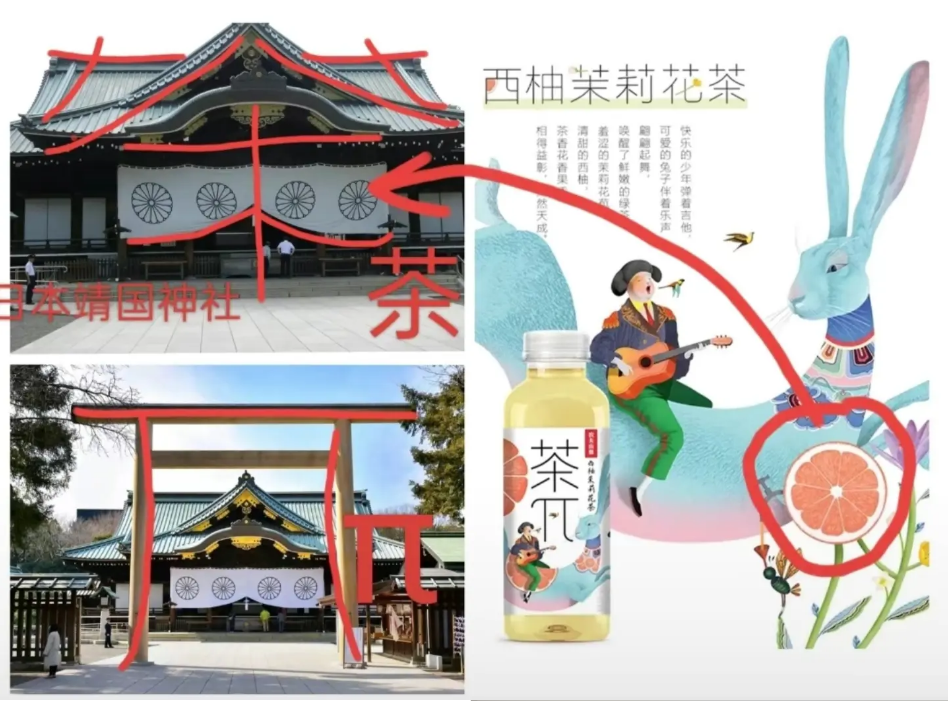 日本靖国神社
茶
π
西柚茉莉花茶
快乐的少年弹着吉他，
可爱的兔子伴着乐声
翩翩起舞，
唤醒了鲜嫩的绿茶
羞涩的茉莉花苞
清甜的西柚，
茶香花香果
相得益彰，然天成。
茶π
西柚茉莉花茶